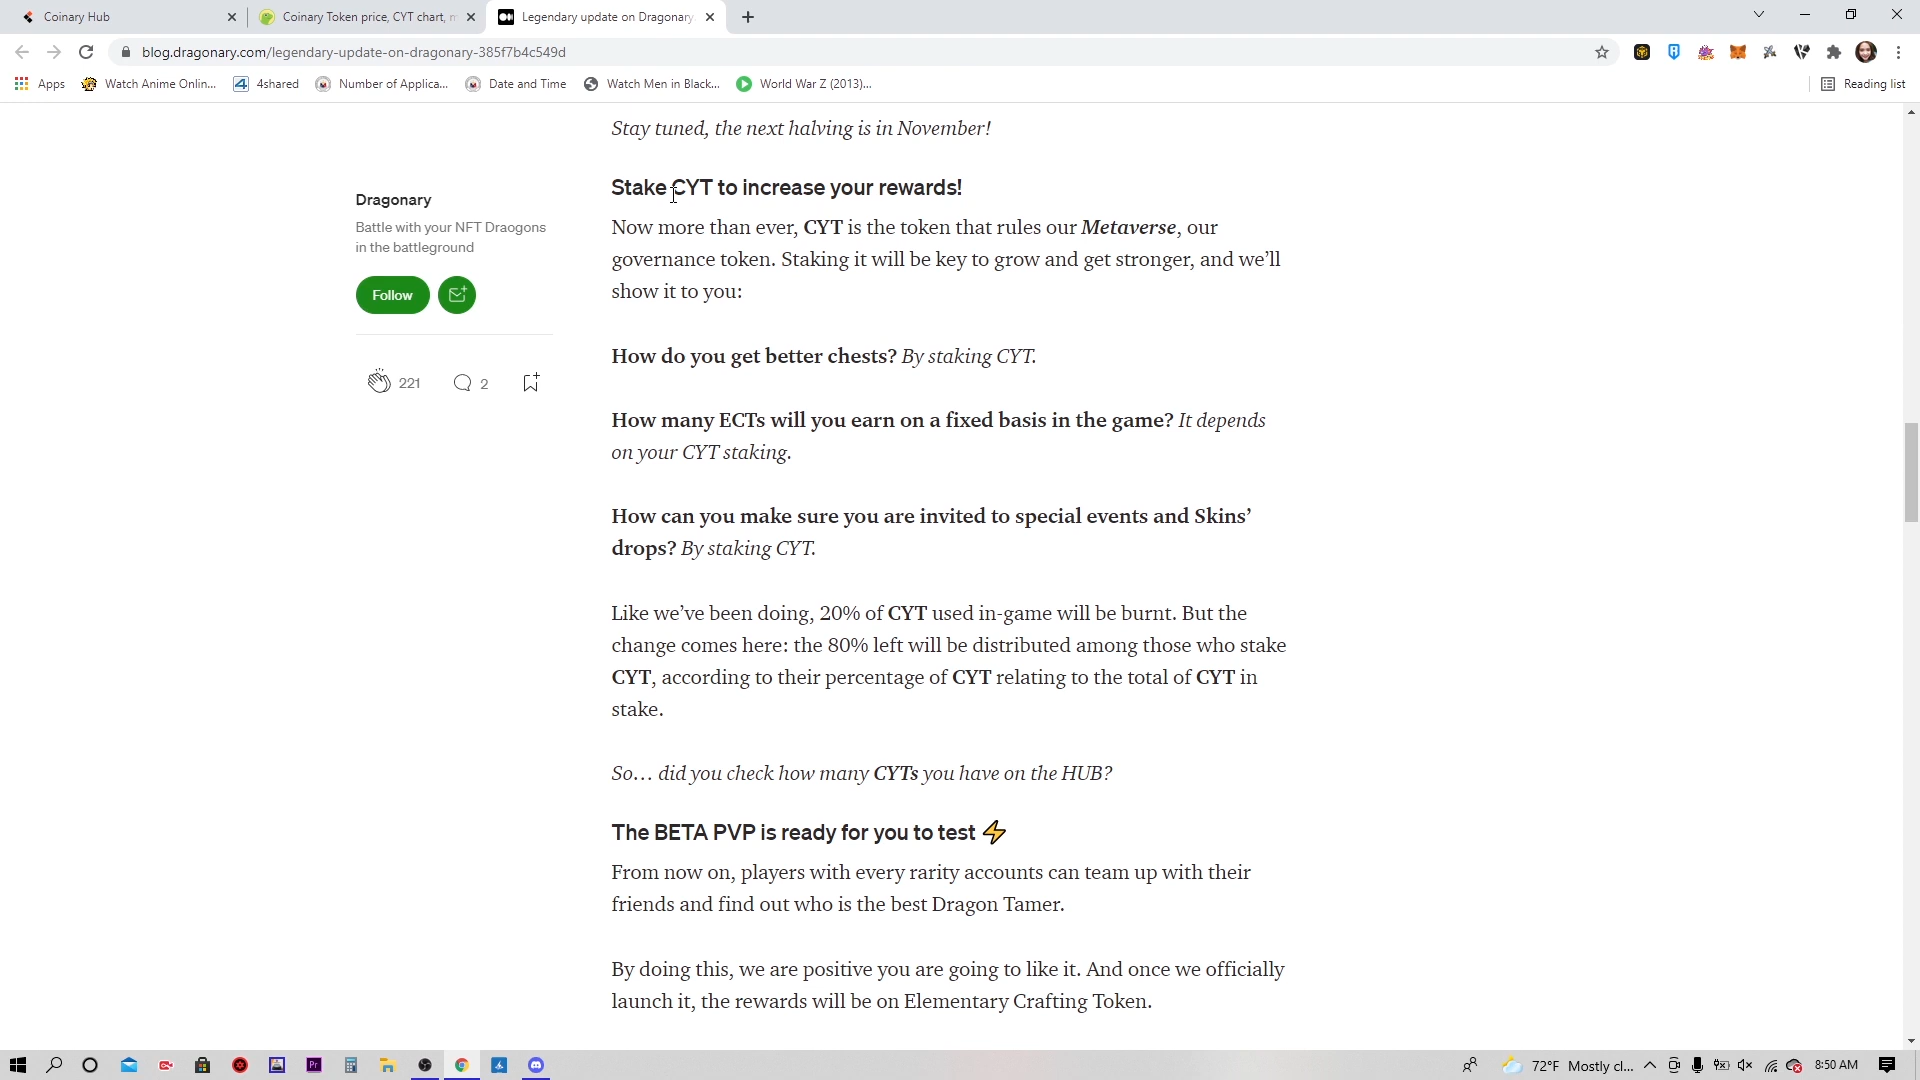 Coinary Hub
Coinary Token price, CYT chart, m
Legendary update on Dragonary
blog.dragonary.com/legendary-update-on-dragonary-385f7b4c549d
Apps
Watch Anime Onlin...
4shared
Number of Applica...
Date and Time
Watch Men in Black...
World War Z (2013)...
Reading list
Stay tuned, the next halving is in November!
Dragonary
Battle with your NFT Draogons
in the battleground
Follow
221
2
Stake CYT to increase your rewards!
Now more than ever, CYT is the token that rules our Metaverse, our
governance token. Staking it will be key to grow and get stronger, and we’ll
show it to you:
How do you get better chests? By staking CYT.
How many ECTs will you earn on a fixed basis in the game? It depends
on your CYT staking.
How can you make sure you are invited to special events and Skins’
drops? By staking CYT.
Like we’ve been doing, 20% of CYT used in-game will be burnt. But the
change comes here: the 80% left will be distributed among those who stake
CYT, according to their percentage of CYT relating to the total of CYT in
stake.
So… did you check how many CYTs you have on the HUB?
The BETA PVP is ready for you to test ⚡
From now on, players with every rarity accounts can team up with their
friends and find out who is the best Dragon Tamer.
By doing this, we are positive you are going to like it. And once we officially
launch it, the rewards will be on Elementary Crafting Token.
Pr
72°F Mostly cl...
8:50 AM